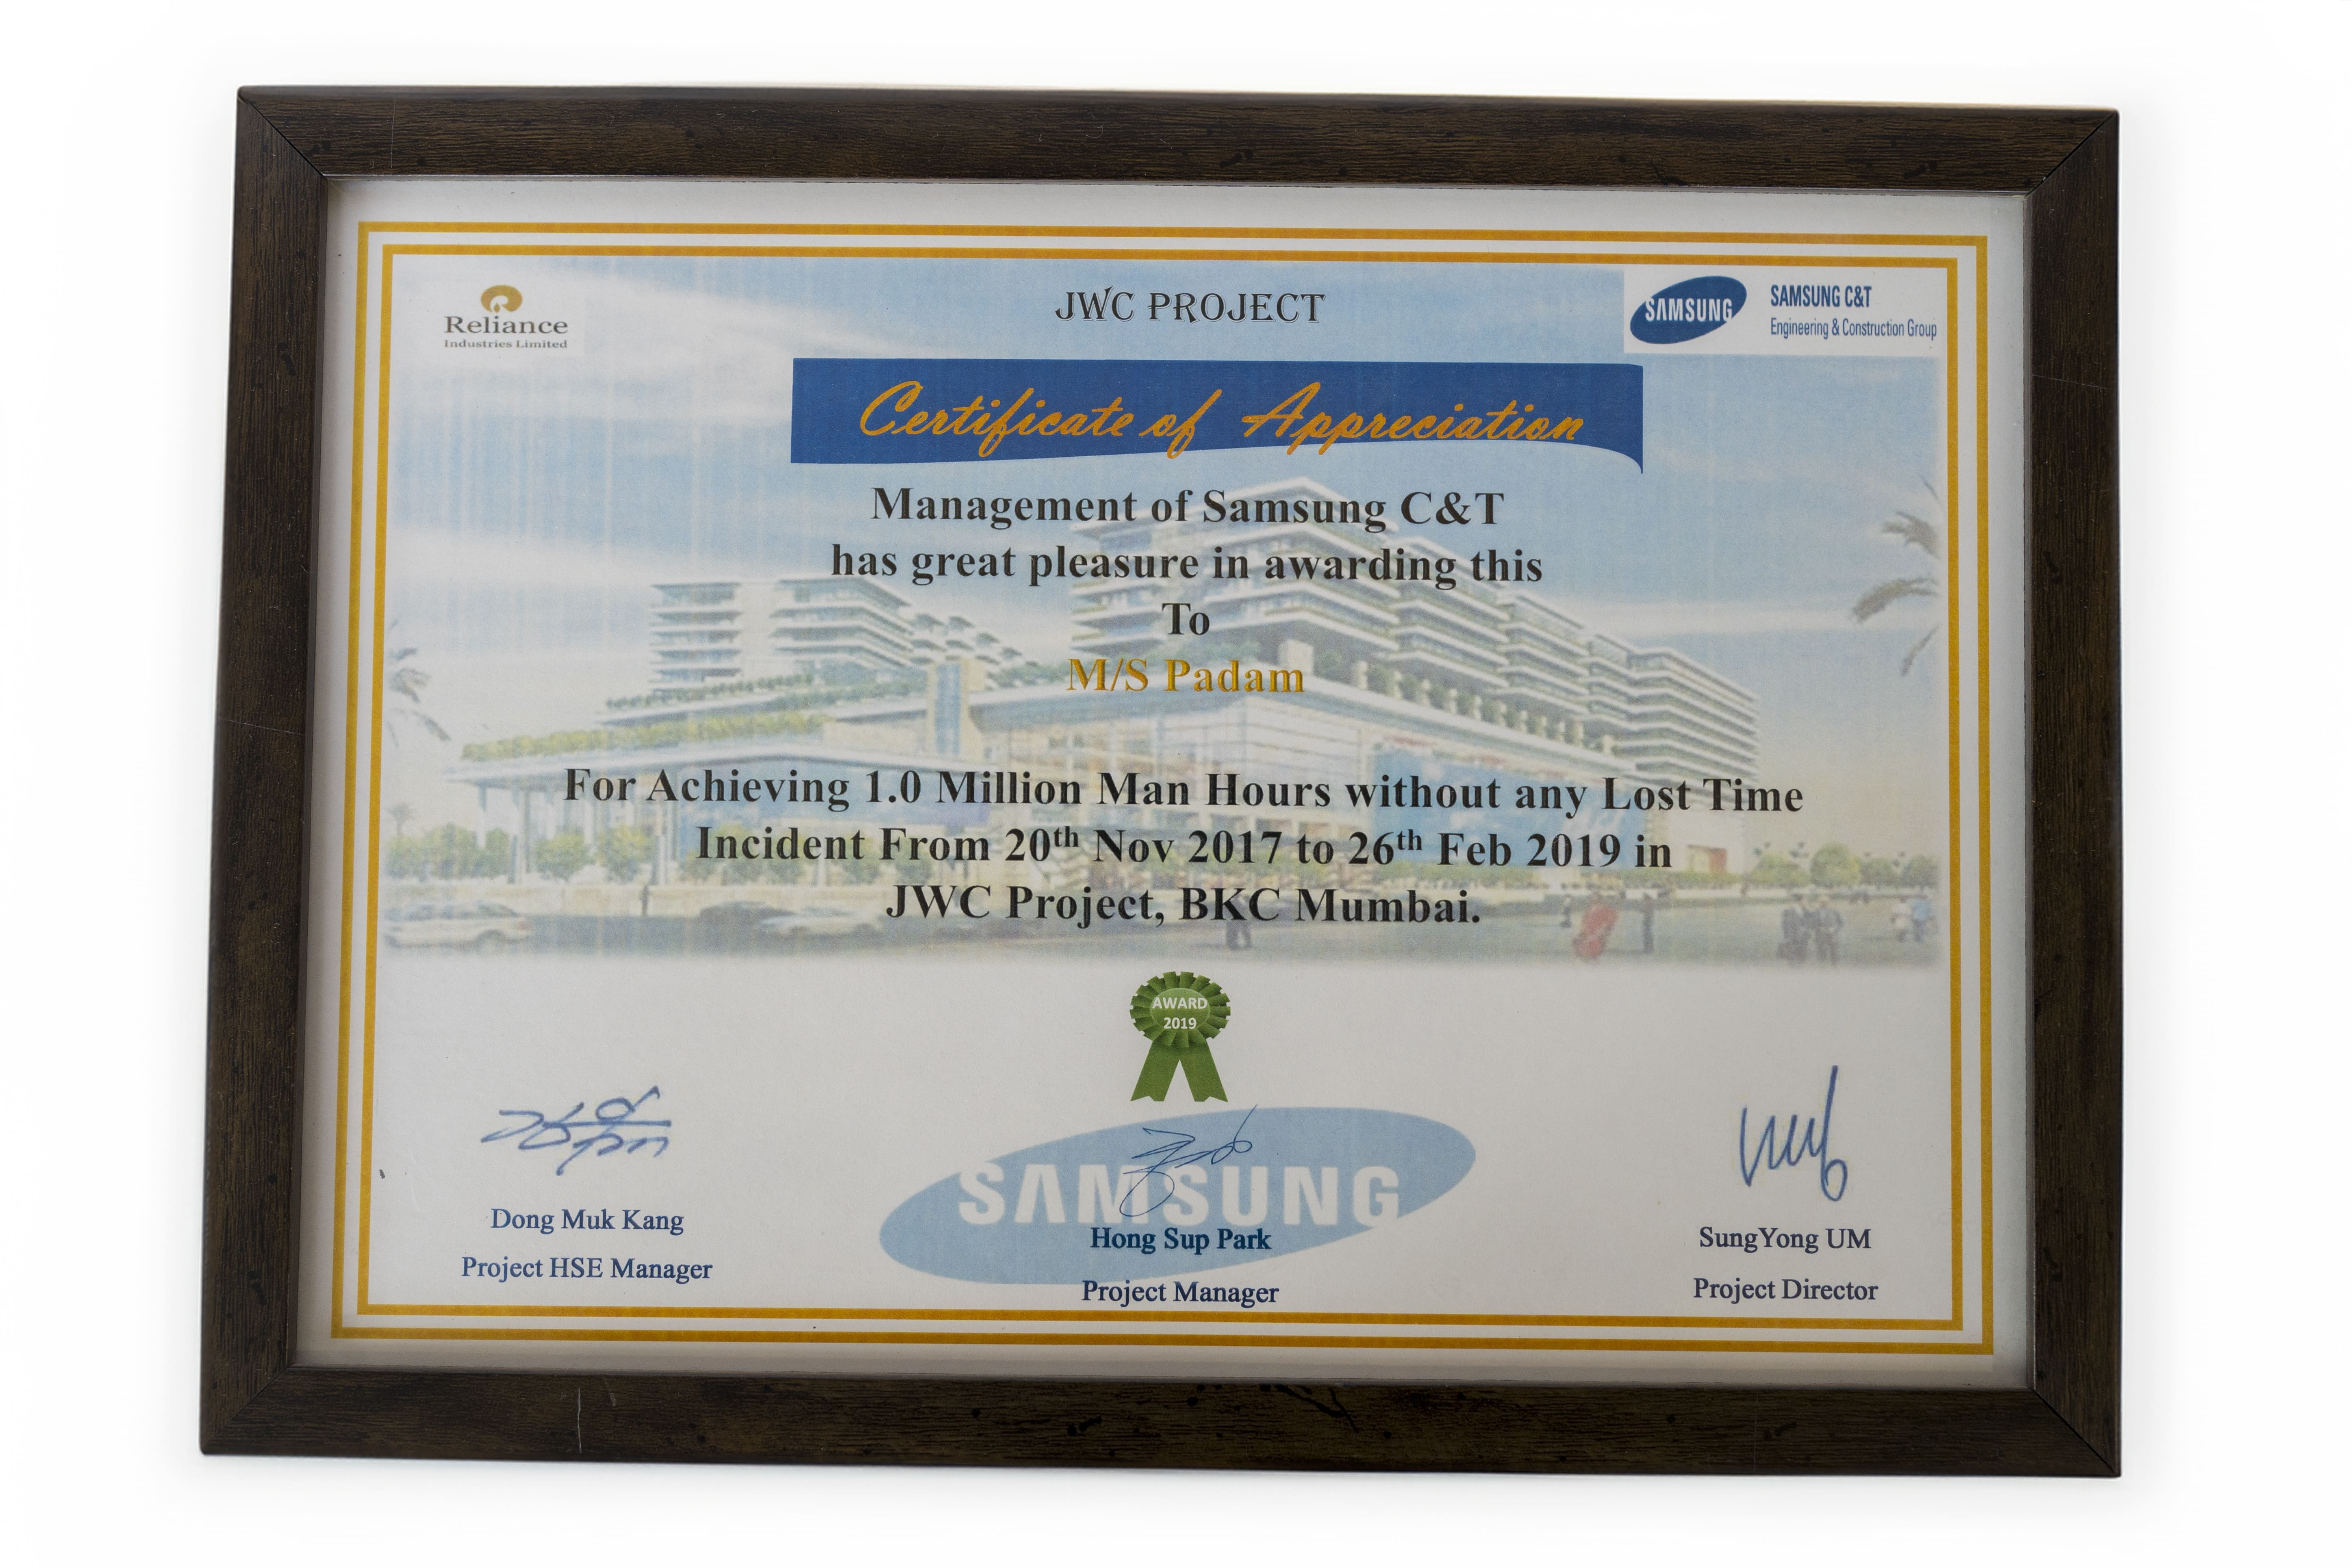 Reliance
Industries Limited
JWC PROJECT
SAMSUNG
SAMSUNG C&T
Engineering & Construction Group
Certificate of Appreciation
Management of Samsung C&T
has great pleasure in awarding this
To
M/S Padam
For Achieving 1.0 Million Man Hours without any Lost Time
Incident From 20th Nov 2017 to 26th Feb 2019 in
JWC Project, BKC Mumbai.
AWARD
2019
SAMSUNG
Dong Muk Kang
Project HSE Manager
Hong Sup Park
Project Manager
SungYong UM
Project Director